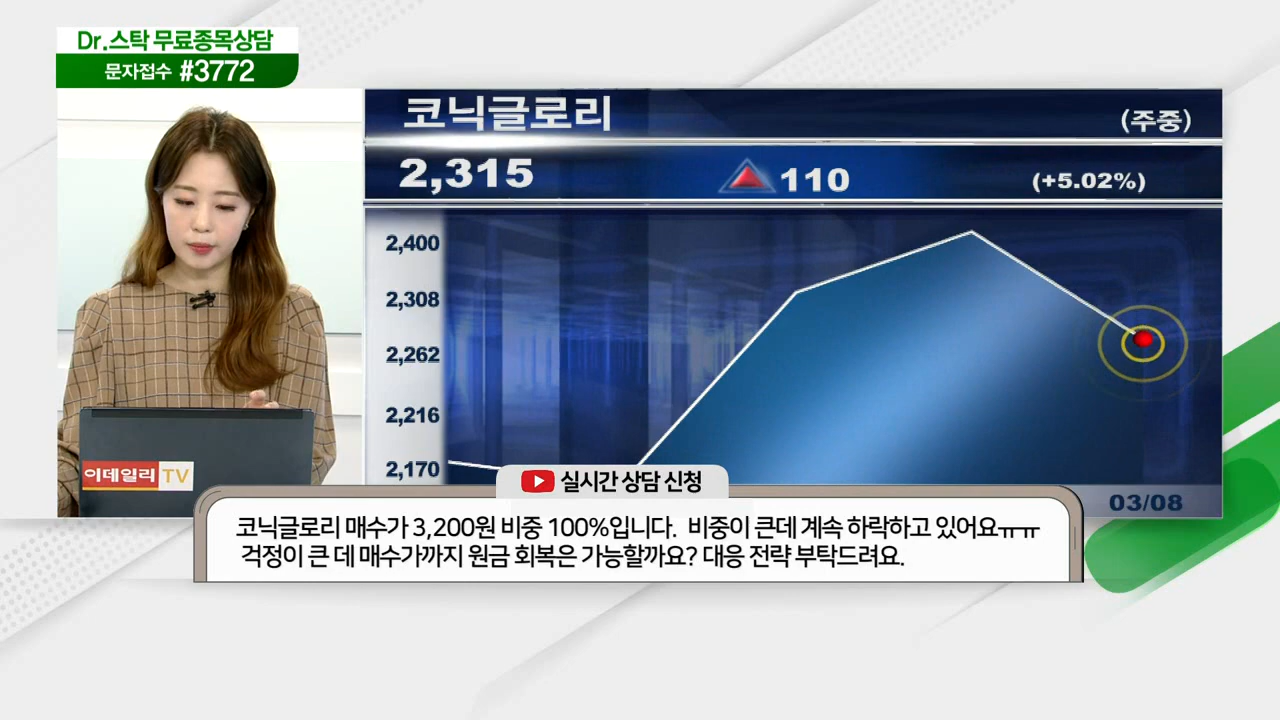 Dr.스탁 무료종목상담
문자접수 #3772
코닉글로리 (주중)
2,315 ▲ 110 (+5.02%)
2,400
2,308
2,262
2,216
2,170
03/08
이데일리 TV
실시간 상담 신청
코닉글로리 매수가 3,200원 비중 100%입니다. 비중이 큰데 계속 하락하고 있어요ㅠㅠ
걱정이 큰 데 매수가까지 원금 회복은 가능할까요? 대응 전략 부탁드려요.